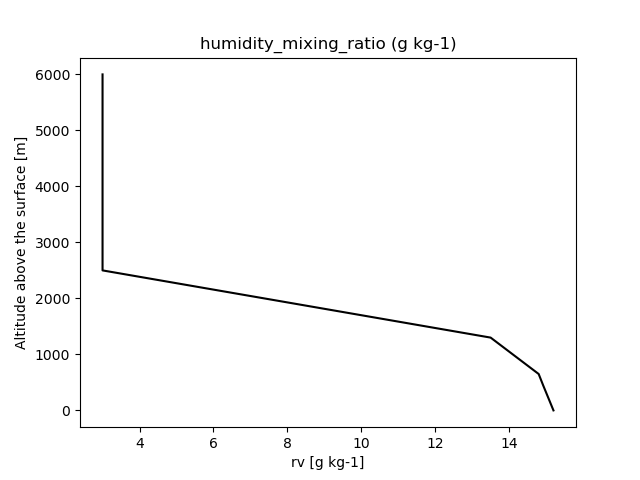 humidity_mixing_ratio (g kg-1)
Altitude above the surface [m]
6000
5000
4000
3000
2000
1000
0
4 6 8 10 12 14
rv [g kg-1]